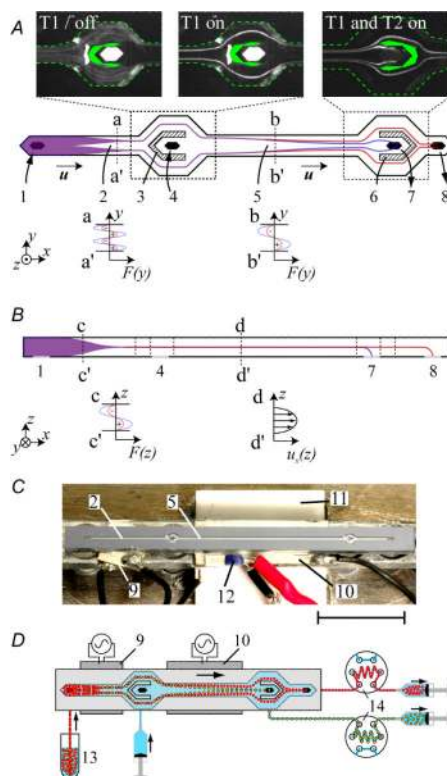 A
T1 / off
T1 on
T1 and T2 on
a
b
a'
b'
u
u
1
2
3
4
5
6
7
8
a
y
b
y
a'
F(y)
b'
F(y)
y
z
x
B
c
d
c'
d'
1
4
7
8
z
y
x
c
z
d
z
c'
F(z)
d'
C
2
5
11
9
12
10
D
9
10
13
14